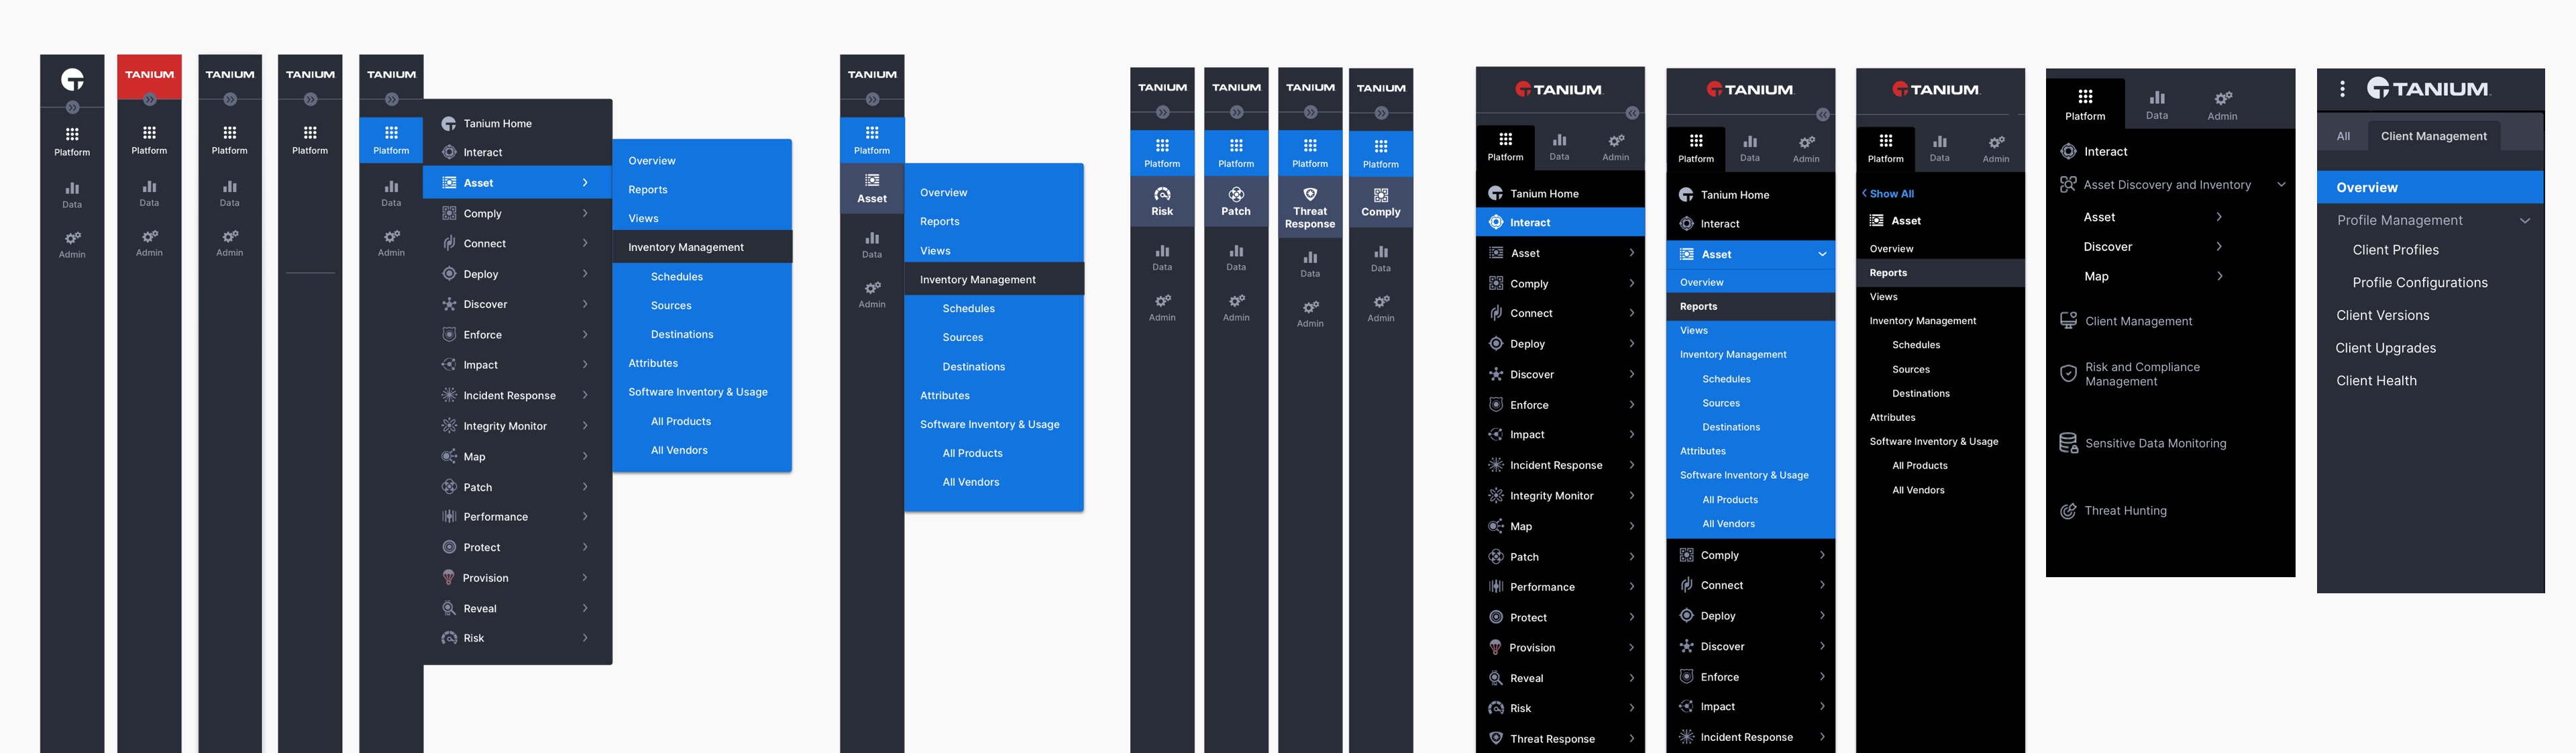 Platform
Data
Admin
TANIUM
Platform
Data
Admin
TANIUM
Platform
Data
Admin
TANIUM
Platform
TANIUM
Platform
Data
Admin
Tanium Home
Interact
Asset
Comply
Connect
Deploy
Discover
Enforce
Impact
Incident Response
Integrity Monitor
Map
Patch
Performance
Protect
Provision
Reveal
Risk
Overview
Reports
Views
Inventory Management
Schedules
Sources
Destinations
Attributes
Software Inventory & Usage
All Products
All Vendors
TANIUM
Platform
Asset
Data
Admin
Overview
Reports
Views
Inventory Management
Schedules
Sources
Destinations
Attributes
Software Inventory & Usage
All Products
All Vendors
TANIUM
Platform
Risk
Data
Admin
TANIUM
Platform
Patch
Data
Admin
TANIUM
Platform
Threat
Response
Data
Admin
TANIUM
Platform
Comply
Data
Admin
TANIUM
Platform
Data
Admin
Tanium Home
Interact
Asset
Comply
Connect
Deploy
Discover
Enforce
Impact
Incident Response
Integrity Monitor
Map
Patch
Performance
Protect
Provision
Reveal
Risk
Threat Response
TANIUM
Platform
Data
Admin
Tanium Home
Interact
Asset
Overview
Reports
Views
Inventory Management
Schedules
Sources
Destinations
Attributes
Software Inventory & Usage
All Products
All Vendors
Comply
Connect
Deploy
Discover
Enforce
Impact
Incident Response
TANIUM
Platform
Data
Admin
Show All
Asset
Overview
Reports
Views
Inventory Management
Schedules
Sources
Destinations
Attributes
Software Inventory & Usage
All Products
All Vendors
Platform
Data
Admin
Interact
Asset Discovery and Inventory
Asset
Discover
Map
Client Management
Risk and Compliance
Management
Sensitive Data Monitoring
Threat Hunting
TANIUM
All
Client Management
Overview
Profile Management
Client Profiles
Profile Configurations
Client Versions
Client Upgrades
Client Health